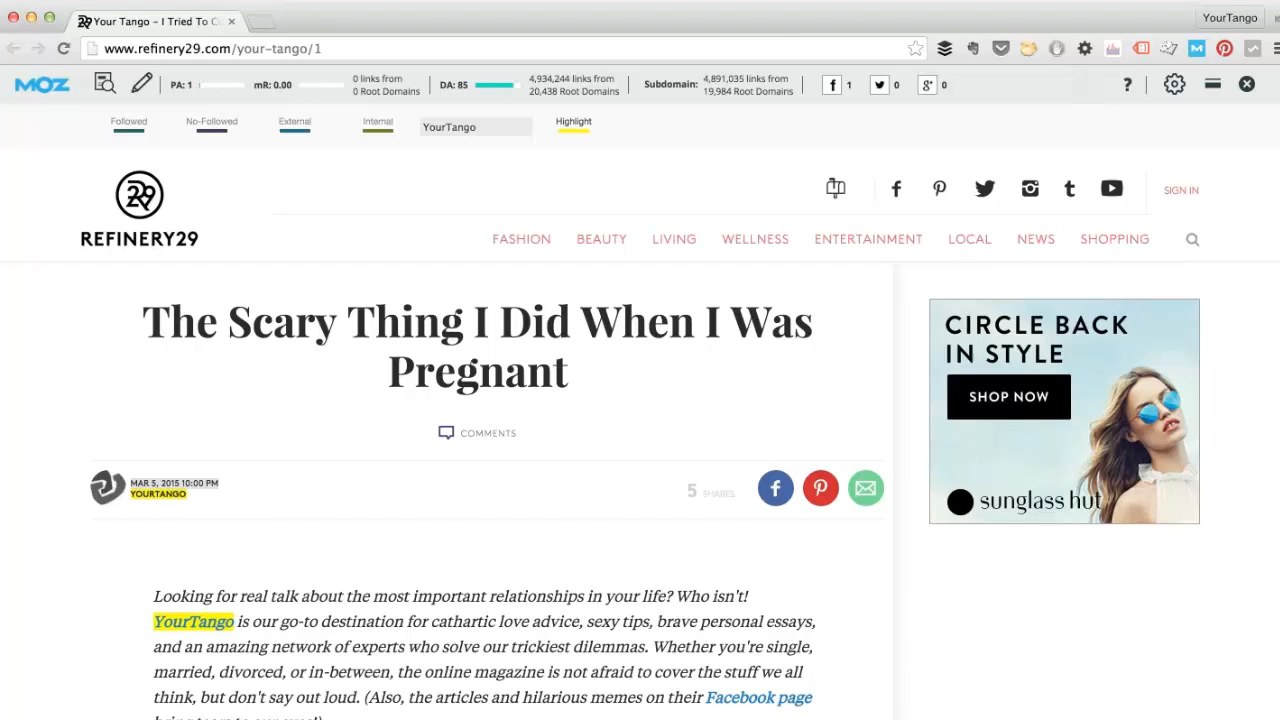 Your Tango – I Tried To C
YourTango
www.refinery29.com/your-tango/1
MOZ
PA: 1
mR: 0.00
0 links from
0 Root Domains
DA: 85
4,934,244 links from
20,438 Root Domains
Subdomain:
4,891,035 links from
19,984 Root Domains
1
0
0
?
Followed
No-Followed
External
Internal
YourTango
Highlight
REFINERY29
SIGN IN
FASHION
BEAUTY
LIVING
WELLNESS
ENTERTAINMENT
LOCAL
NEWS
SHOPPING
The Scary Thing I Did When I Was
Pregnant
COMMENTS
MAR 5, 2015 10:00 PM
YOURTANGO
5 SHARES
Looking for real talk about the most important relationships in your life? Who isn't!
YourTango is our go-to destination for cathartic love advice, sexy tips, brave personal essays,
and an amazing network of experts who solve our trickiest dilemmas. Whether you're single,
married, divorced, or in-between, the online magazine is not afraid to cover the stuff we all
think, but don't say out loud. (Also, the articles and hilarious memes on their Facebook page
CIRCLE BACK
IN STYLE
SHOP NOW
sunglass hut